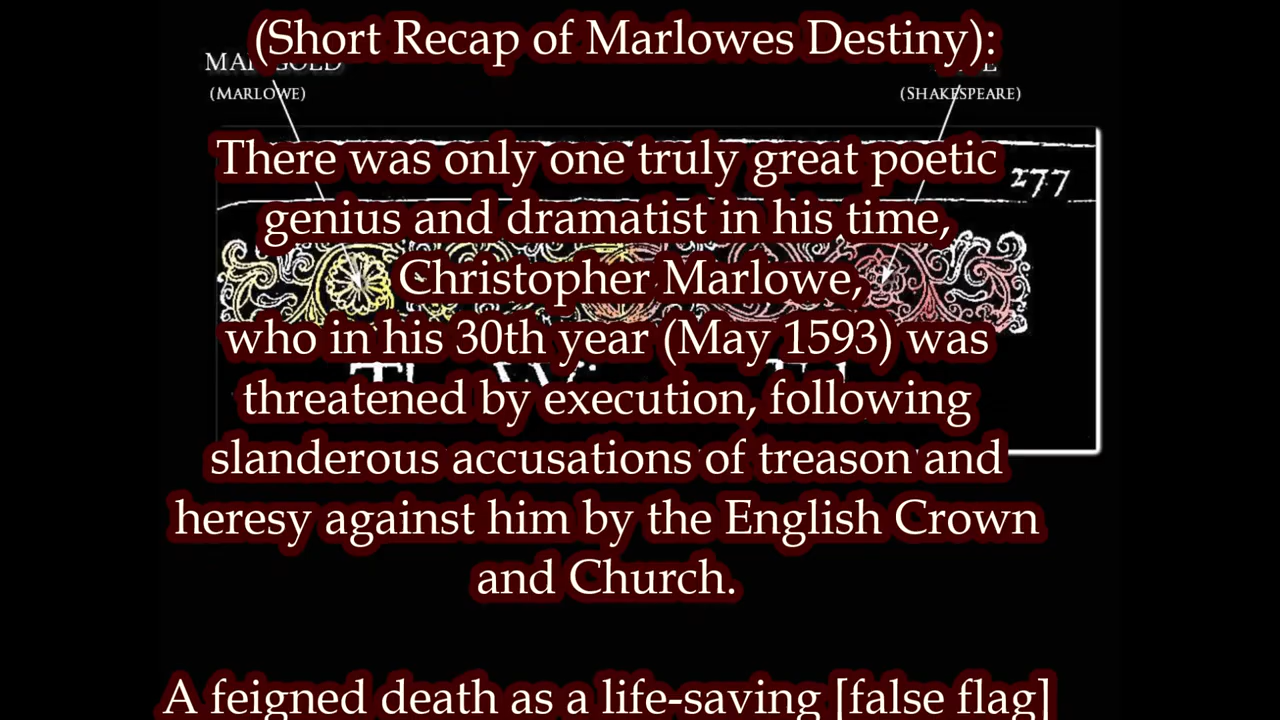 (Short Recap of Marlowes Destiny):
(MARLOWE)
(SHAKESPEARE)
There was only one truly great poetic
277
genius and dramatist in his time,
Christopher Marlowe,
who in his 30th year (May 1593) was
threatened by execution, following
slanderous accusations of treason and
heresy against him by the English Crown
and Church.
A feigned death as a life-saving [false flag]